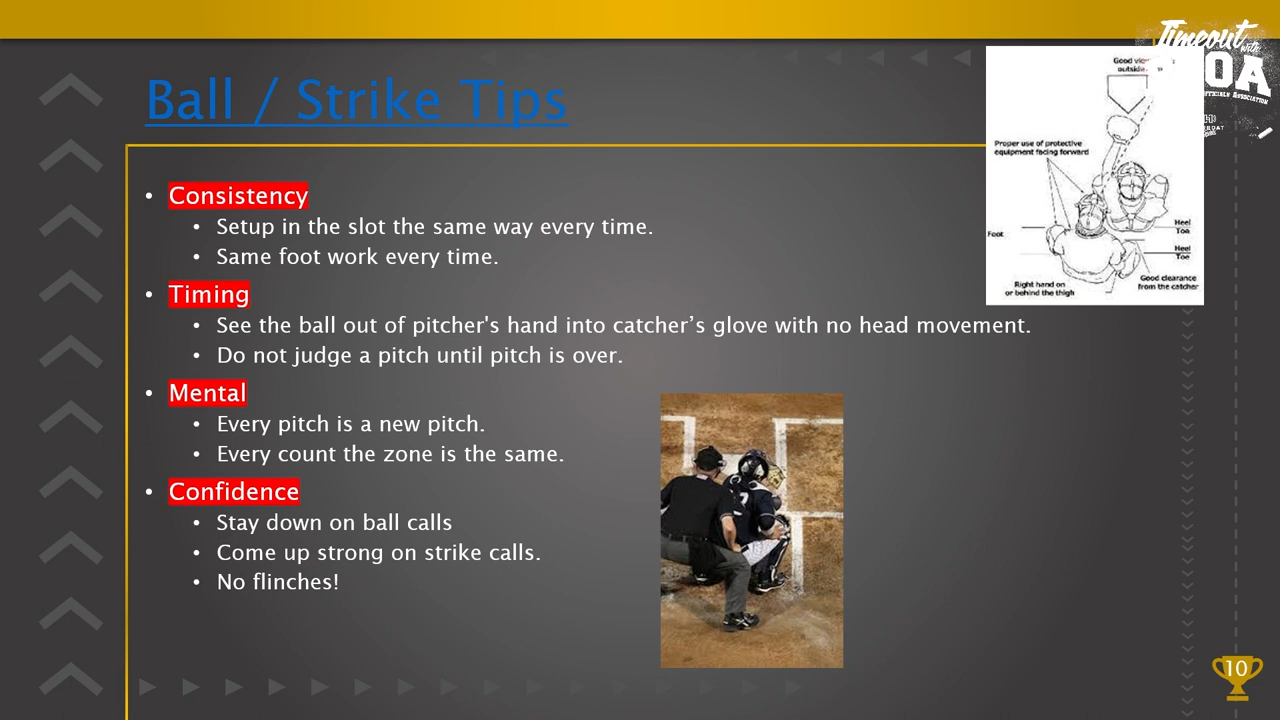 Timeout
with
OA
Officials Association
Ball / Strike Tips
Good
outside
Proper use of protective
equipment facing forward
Heel
Toe
Foot
Heel
Toe
Right hand on
or behind the thigh
Good clearance
from the catcher
• Consistency
• Setup in the slot the same way every time.
• Same foot work every time.
• Timing
• See the ball out of pitcher's hand into catcher’s glove with no head movement.
• Do not judge a pitch until pitch is over.
• Mental
• Every pitch is a new pitch.
• Every count the zone is the same.
• Confidence
• Stay down on ball calls
• Come up strong on strike calls.
• No flinches!
10